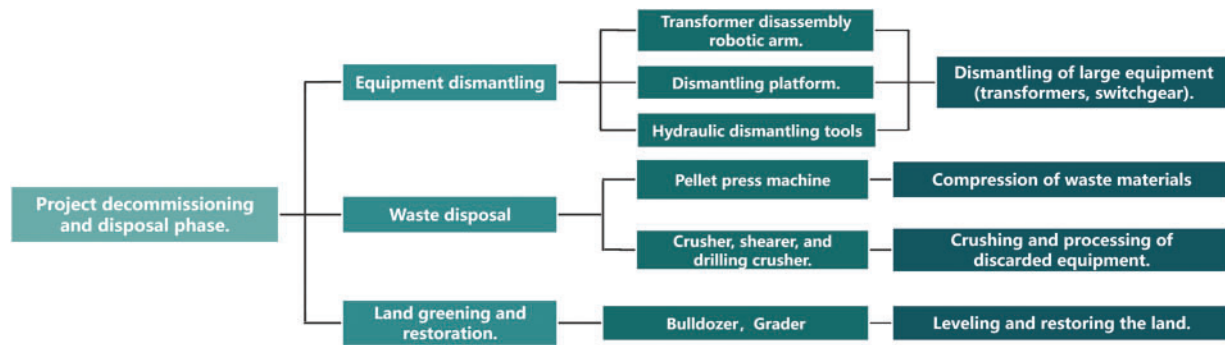 Project decommissioning
and disposal phase.
Equipment dismantling
Transformer disassembly
robotic arm.
Dismantling platform.
Hydraulic dismantling tools
Dismantling of large equipment
(transformers, switchgear).
Waste disposal
Pellet press machine
Compression of waste materials
Crusher, shearer, and
drilling crusher.
Crushing and processing of
discarded equipment.
Land greening and
restoration.
Bulldozer，Grader
Leveling and restoring the land.